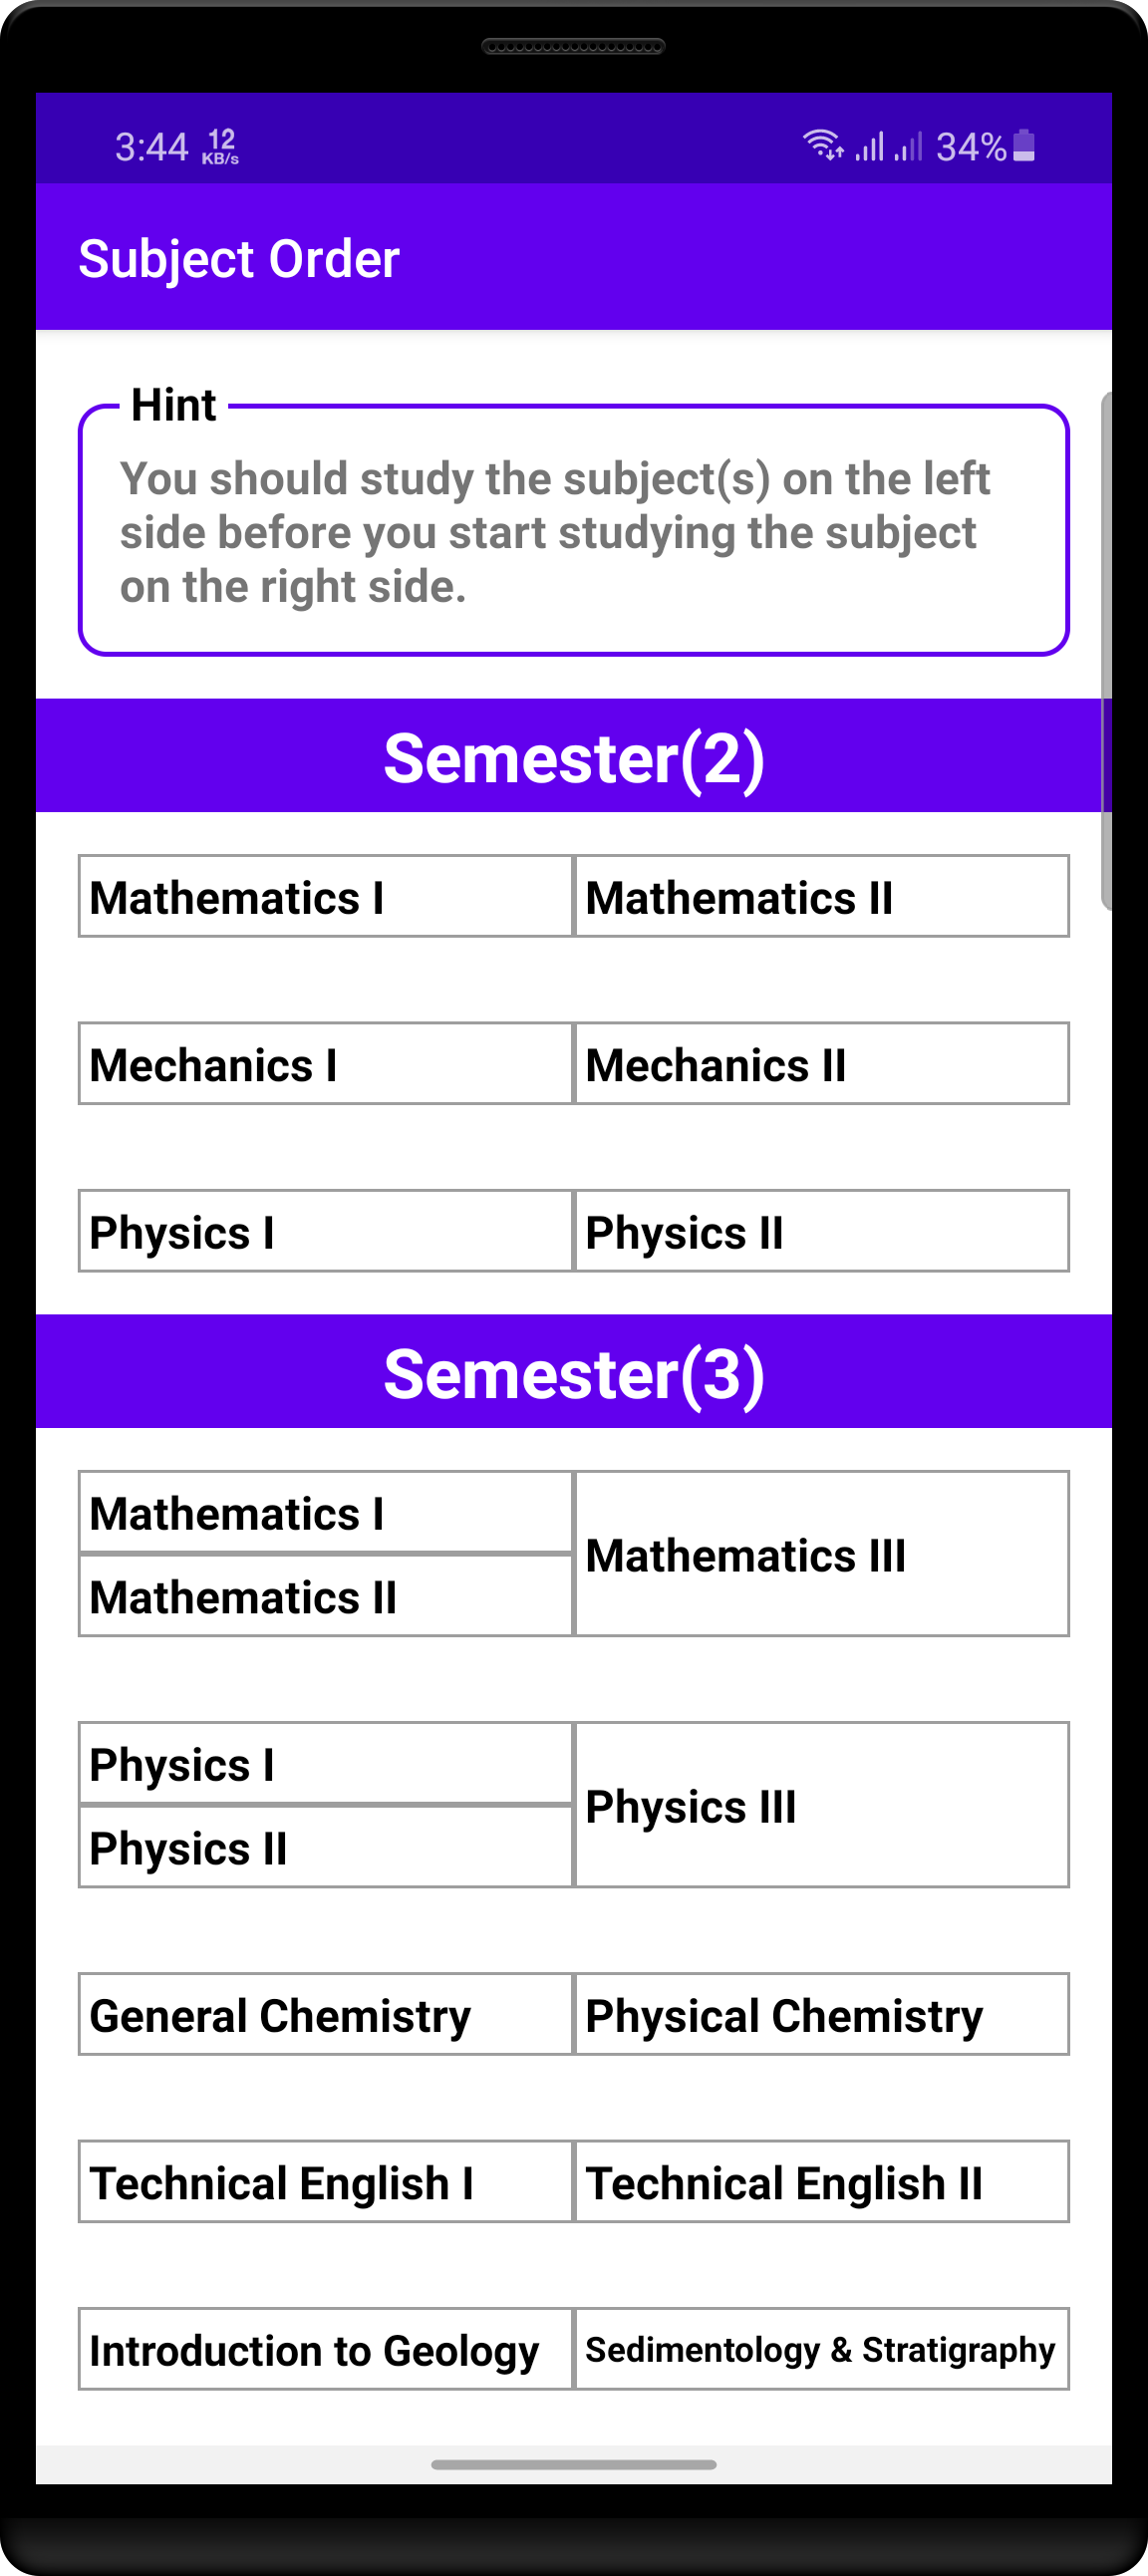 3:44 12 KB/s 34%
Subject Order
Hint
You should study the subject(s) on the left
side before you start studying the subject
on the right side.
Semester(2)
Mathematics I Mathematics II
Mechanics I Mechanics II
Physics I Physics II
Semester(3)
Mathematics I
Mathematics II
Mathematics III
Physics I
Physics II
Physics III
General Chemistry Physical Chemistry
Technical English I Technical English II
Introduction to Geology Sedimentology & Stratigraphy